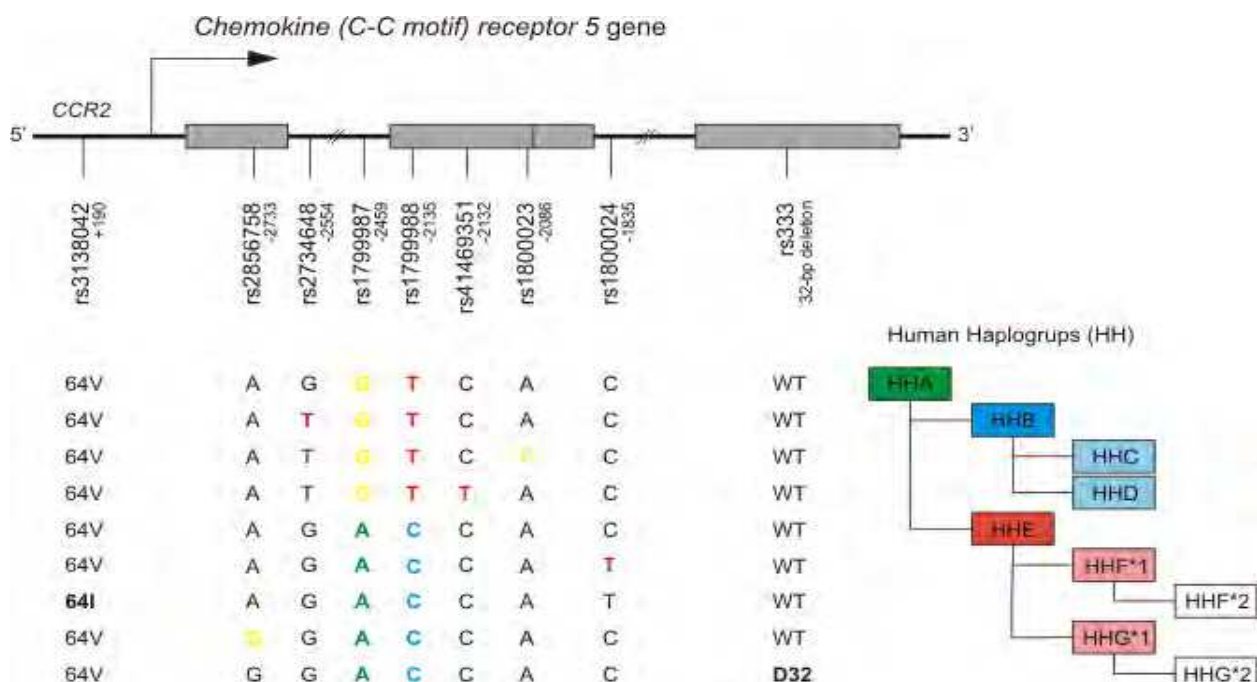 Chemokine (C-C motif) receptor 5 gene
CCR2
5' 3'
rs3138042 +190
rs2856758 -2733
rs2734648 -2554
rs1799987 -2459
rs1799988 -2135
rs41469351 -2132
rs1800023 -2086
rs1800024 -1835
rs333 32-bp deletion
Human Haplogrups (HH)
64V A G G T C A C WT HHA
64V A T G T C A C WT HHB
64V A T G T C C WT HHC
64V A T G T T A C WT HHD
64V A G A C C A C WT HHE
64V A G A C C A T WT HHF*1
64I A G A C C A T WT HHF*2
64V G G A C C A C WT HHG*1
64V G G A C C A C D32 HHG*2